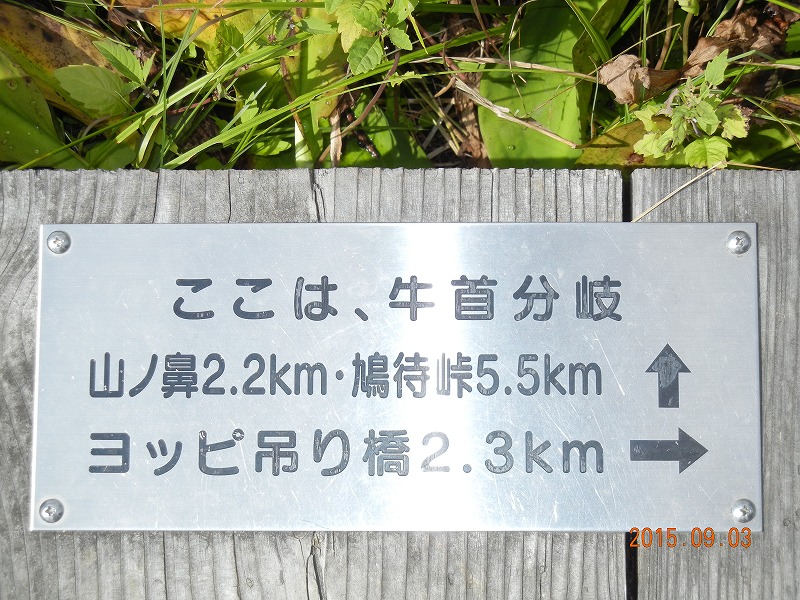 ここは、牛首分岐
山ノ鼻2.2km・鳩待峠5.5km ↑
ヨッピ吊り橋2.3km →
2015.09.03